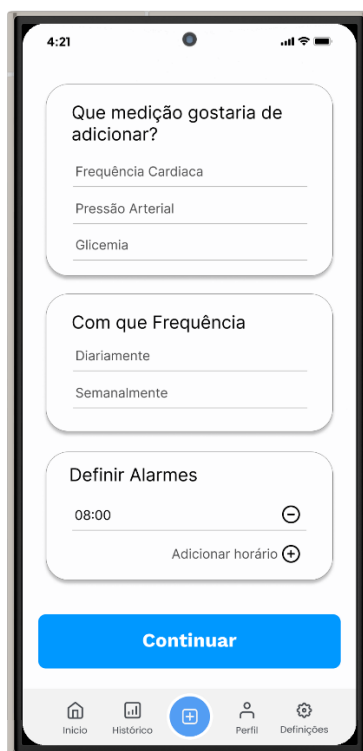 4:21
Que medição gostaria de
adicionar?
Frequência Cardiaca
Pressão Arterial
Glicemia
Com que Frequência
Diariamente
Semanalmente
Definir Alarmes
08:00
Adicionar horário
Continuar
Inicio Histórico Perfil Definições